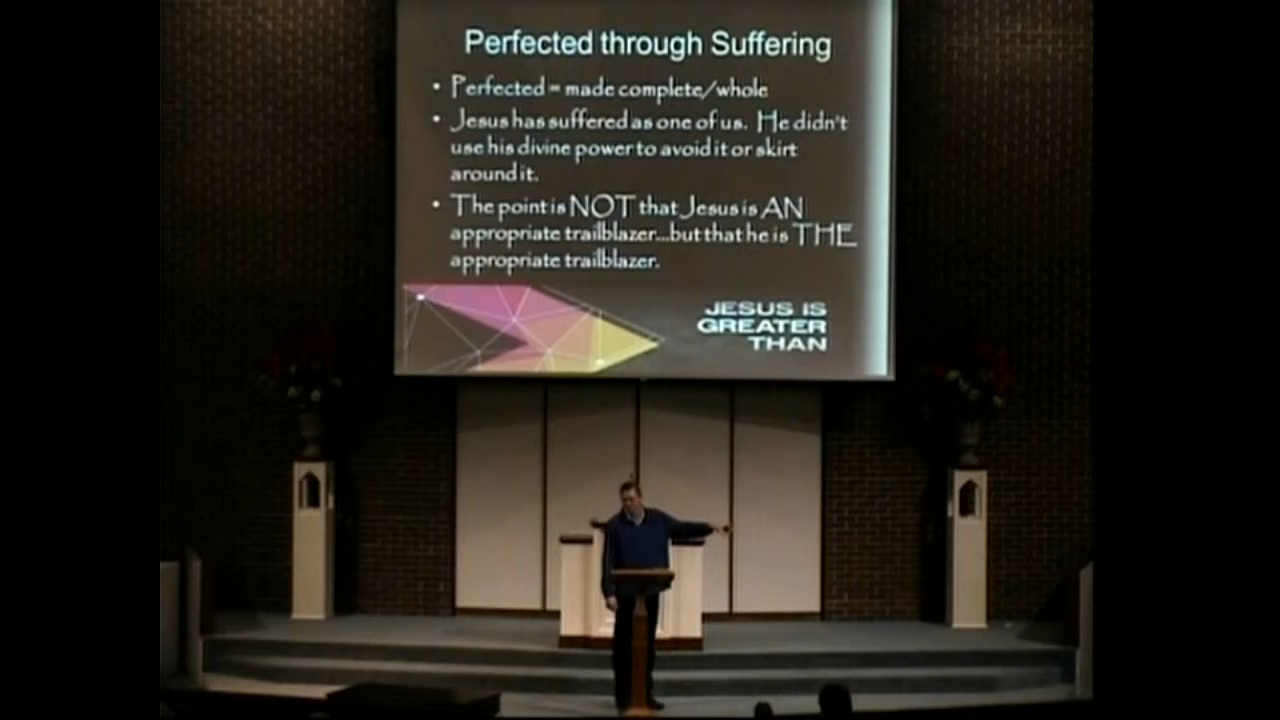 Perfected through Suffering
• Perfected = made complete/whole
• Jesus has suffered as one of us. He didn't
use his divine power to avoid it or skirt
around it.
• The point is NOT that Jesus is AN
appropriate trailblazer...but that he is THE
appropriate trailblazer.
JESUS IS
GREATER
THAN